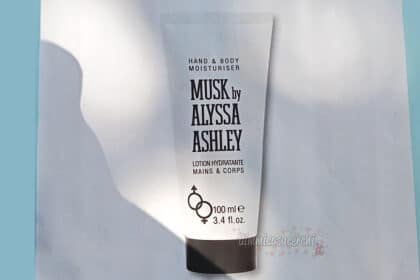 HAND & BODY
MOISTURISER
MUSK by
ALYSSA
ASHLEY
LOTION HYDRATANTE
MAINS & CORPS
100 ml ℮
3.4 fl.oz.